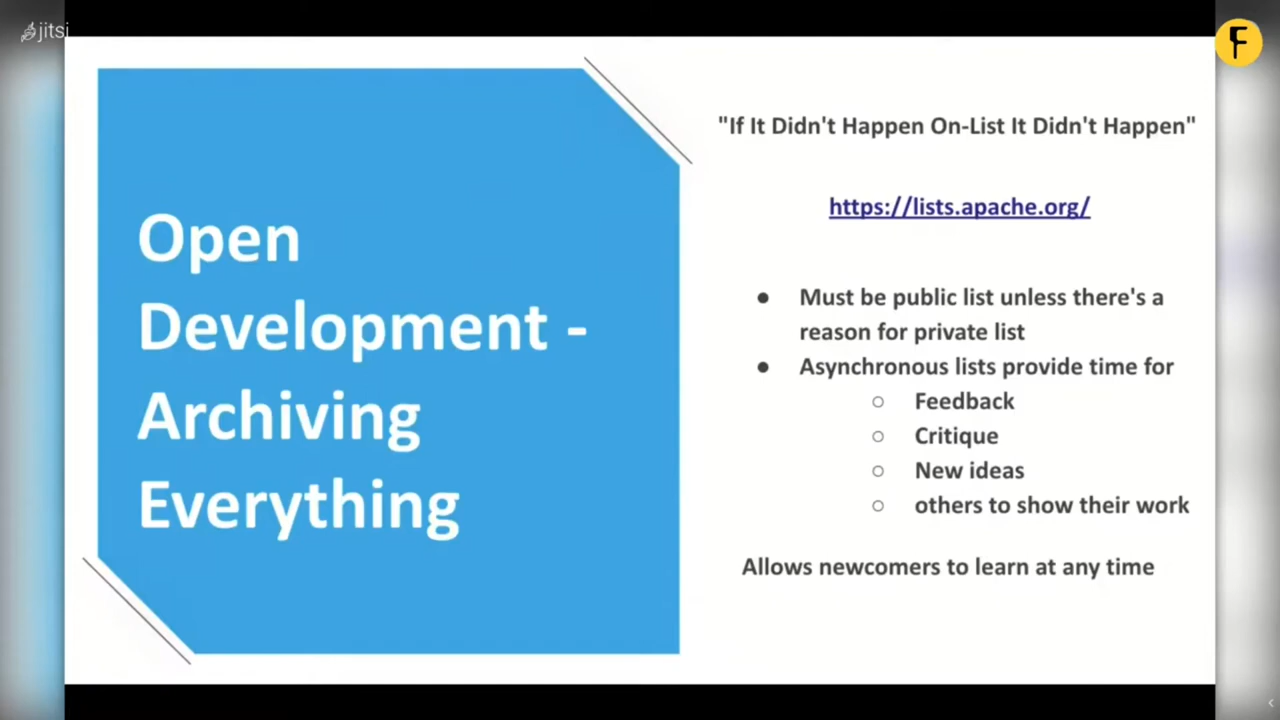 jitsi
F
Open
Development -
Archiving
Everything
"If It Didn't Happen On-List It Didn't Happen"
https://lists.apache.org/
● Must be public list unless there's a
reason for private list
● Asynchronous lists provide time for
○ Feedback
○ Critique
○ New ideas
○ others to show their work
Allows newcomers to learn at any time